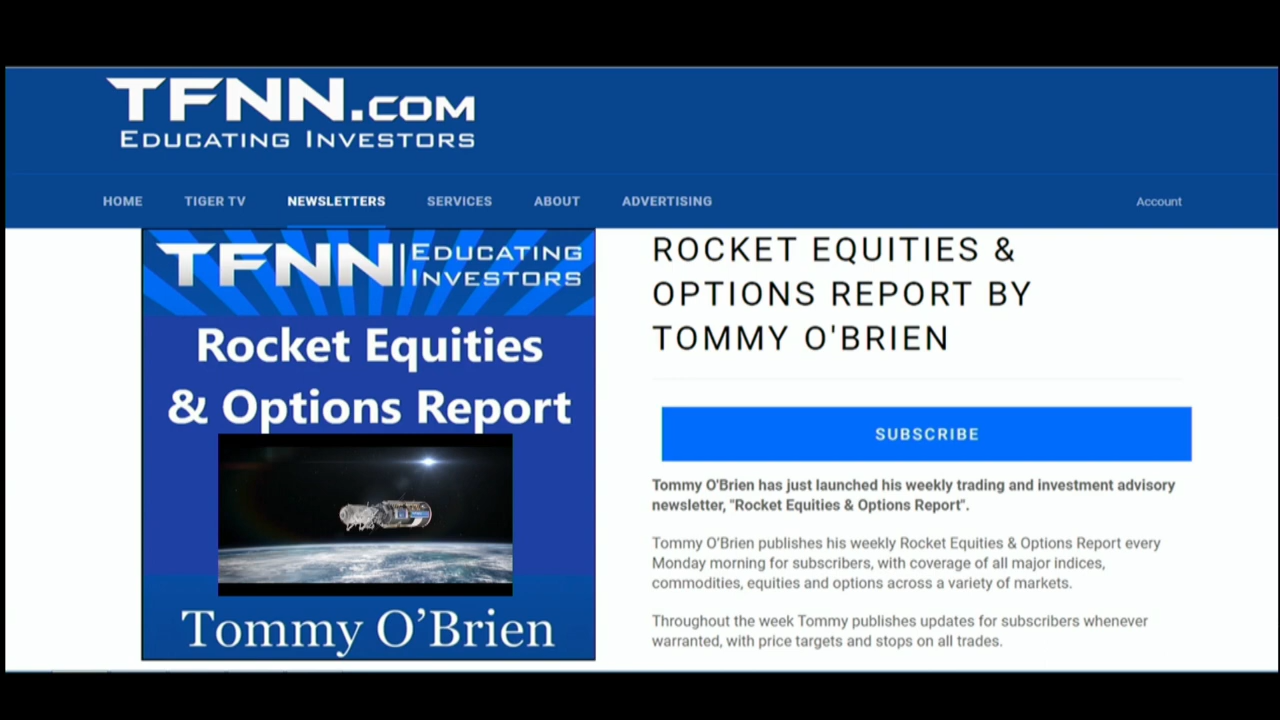 TFNN.COM
EDUCATING INVESTORS
HOME TIGER TV NEWSLETTERS SERVICES ABOUT ADVERTISING Account
TFNN | EDUCATING
INVESTORS
Rocket Equities
& Options Report
Tommy O’Brien
ROCKET EQUITIES &
OPTIONS REPORT BY
TOMMY O'BRIEN
SUBSCRIBE
Tommy O'Brien has just launched his weekly trading and investment advisory
newsletter, "Rocket Equities & Options Report".
Tommy O'Brien publishes his weekly Rocket Equities & Options Report every
Monday morning for subscribers, with coverage of all major indices,
commodities, equities and options across a variety of markets.
Throughout the week Tommy publishes updates for subscribers whenever
warranted, with price targets and stops on all trades.